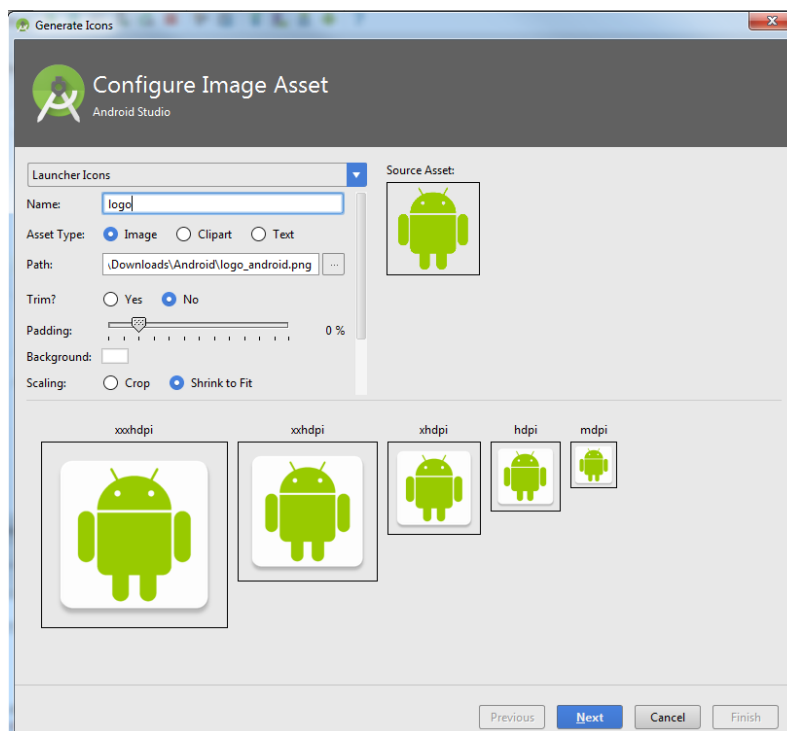 Generate Icons
Configure Image Asset
Android Studio
Launcher Icons
Source Asset:
Name: logo
Asset Type: Image Clipart Text
Path: \Downloads\Android\logo_android.png ...
Trim? Yes No
Padding: 0 %
Background:
Scaling: Crop Shrink to Fit
xxxhdpi xxhdpi xhdpi hdpi mdpi
Previous Next Cancel Finish